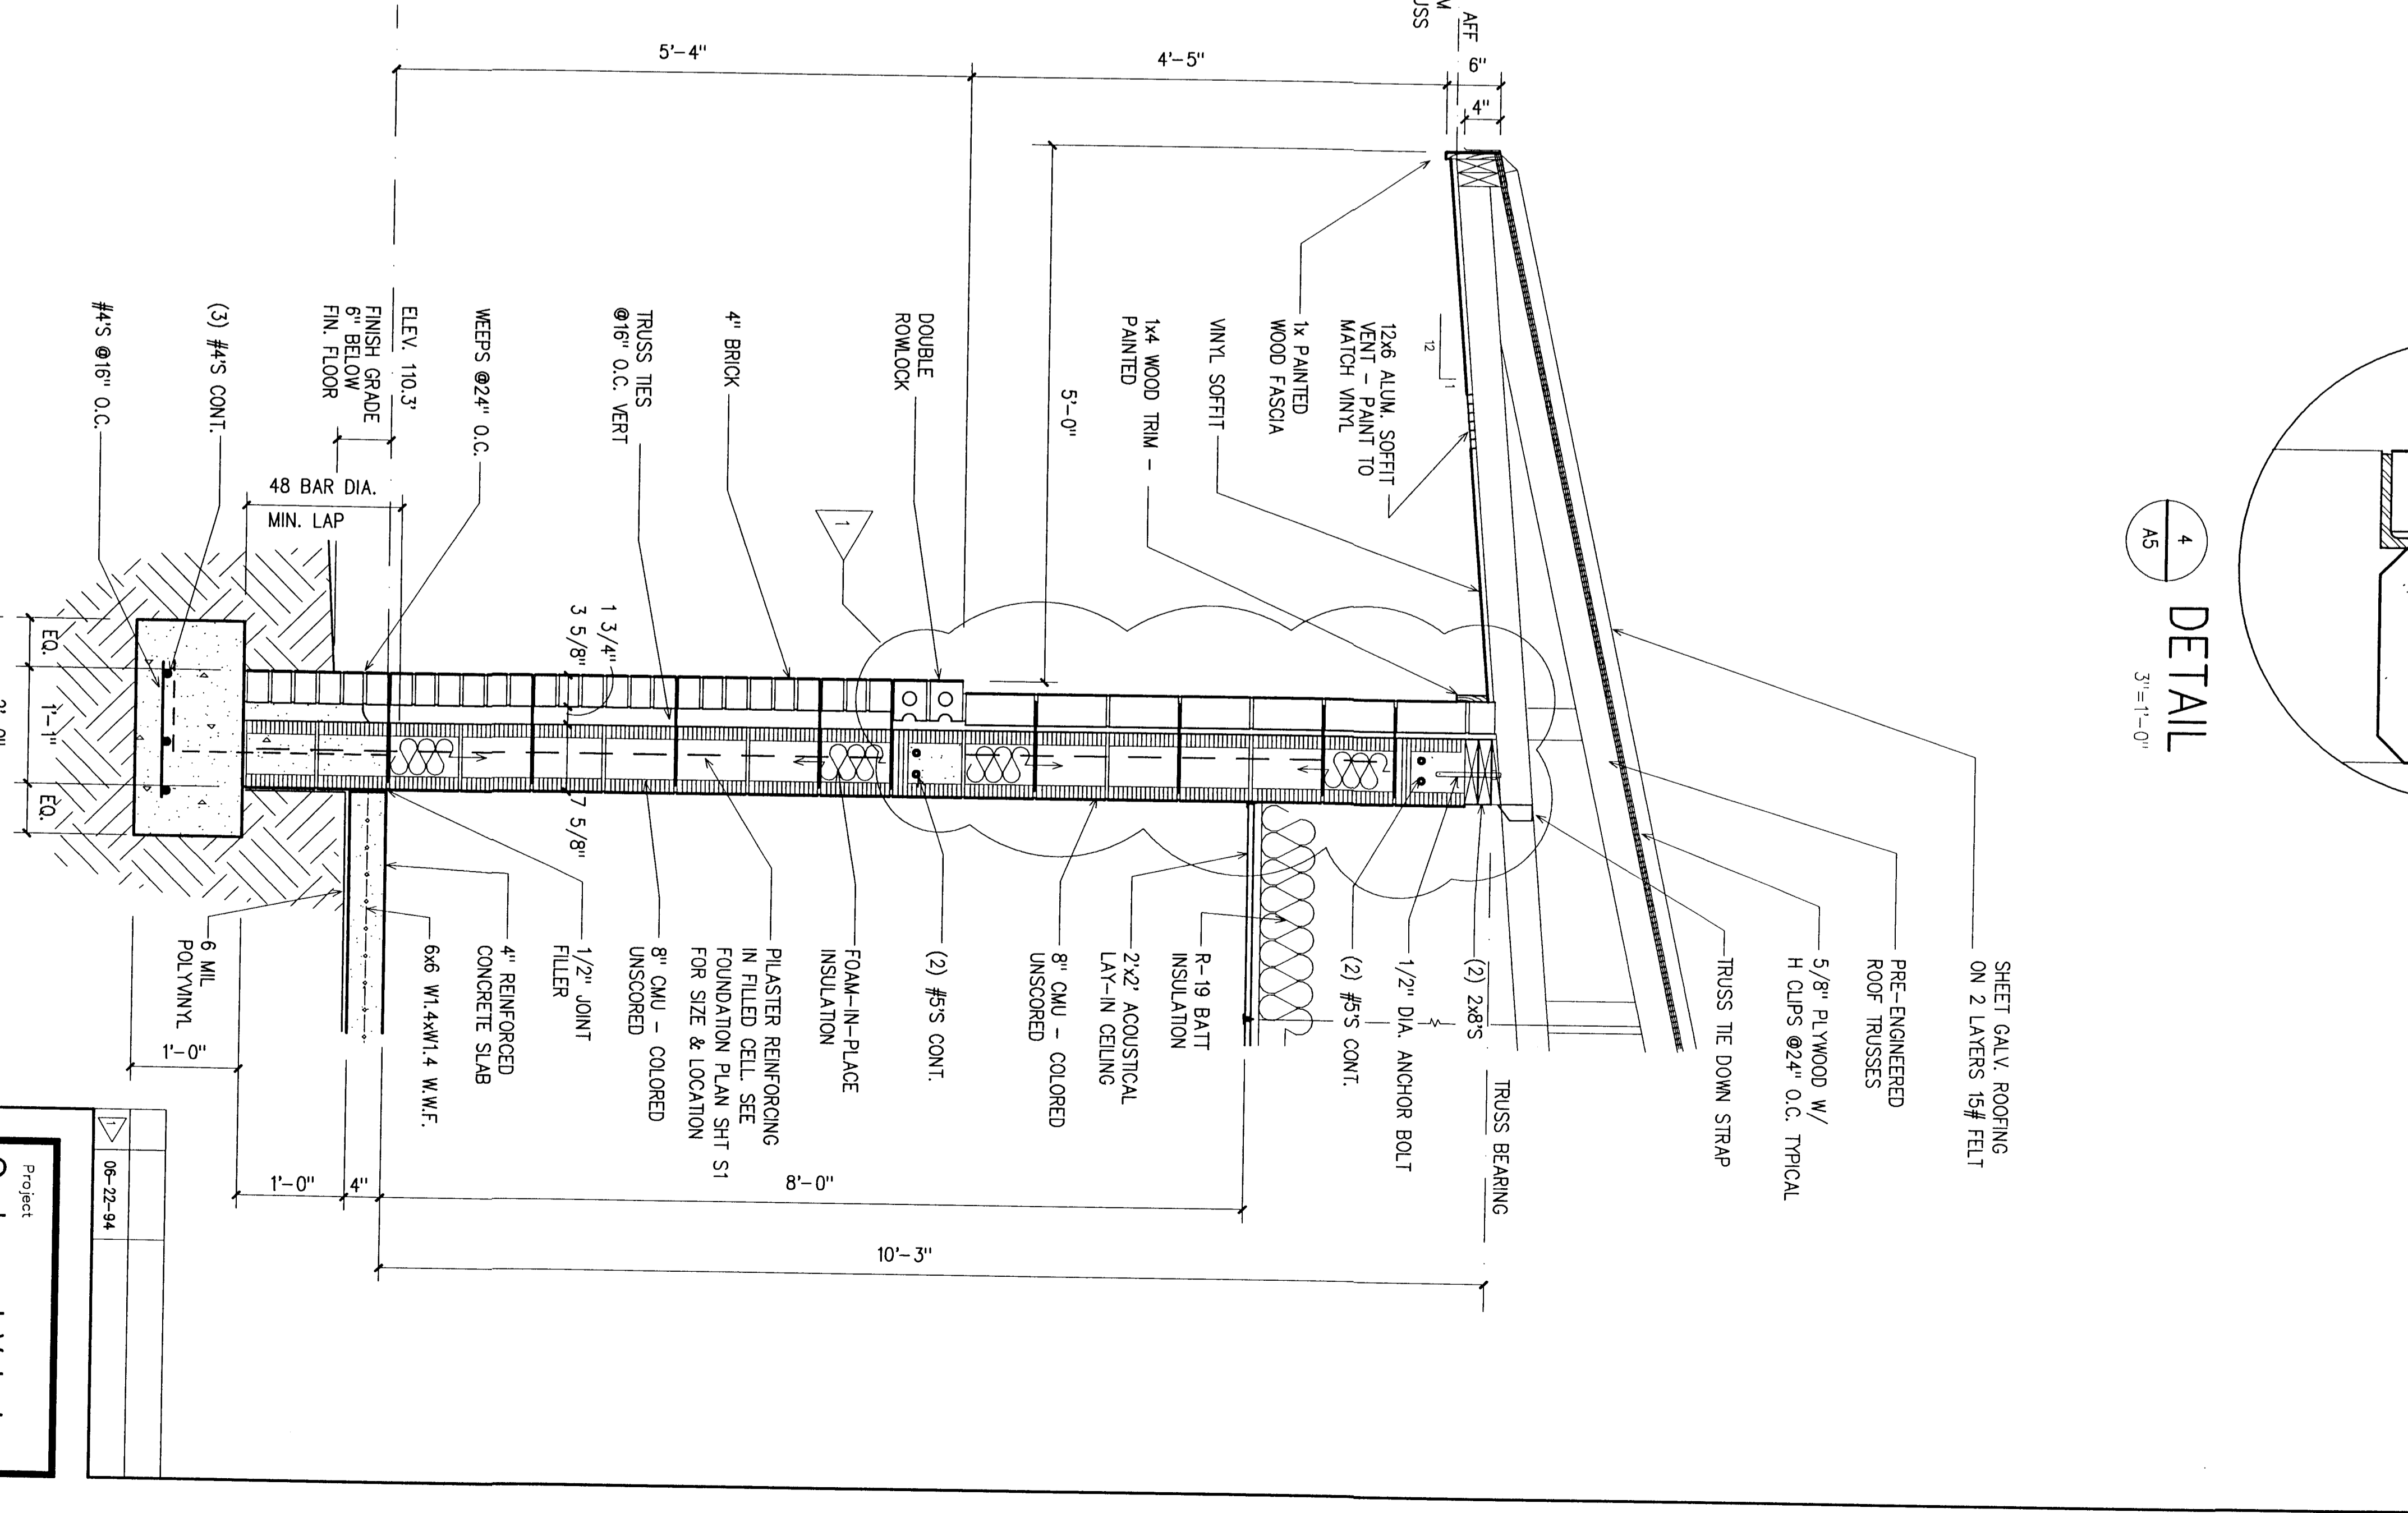 AFF
6"
4"
5'-4"
4'-5"
5'-0"
SHEET GALV. ROOFING
ON 2 LAYERS 15# FELT
PRE-ENGINEERED
ROOF TRUSSES
5/8" PLYWOOD W/
H CLIPS @24" O.C. TYPICAL
TRUSS TIE DOWN STRAP
TRUSS BEARING
(2) 2x8'S
1/2" DIA. ANCHOR BOLT
(2) #5'S CONT.
R-19 BATT
INSULATION
2'x2' ACOUSTICAL
LAY-IN CEILING
8" CMU - COLORED
UNSCORED
(2) #5'S CONT.
FOAM-IN-PLACE
INSULATION
PILASTER REINFORCING
IN FILLED CELL. SEE
FOUNDATION PLAN SHT S1
FOR SIZE & LOCATION
8" CMU - COLORED
UNSCORED
1/2" JOINT
FILLER
4" REINFORCED
CONCRETE SLAB
6x6 W1.4xW1.4 W.W.F.
6 MIL
POLYVINYL
12x6 ALUM. SOFFIT
VENT - PAINT TO
MATCH VINYL
12
1
1x PAINTED
WOOD FASCIA
VINYL SOFFIT
1x4 WOOD TRIM -
PAINTED
DOUBLE
ROWLOCK
1
4" BRICK
TRUSS TIES
@16" O.C. VERT
1 3/4"
3 5/8"
7 5/8"
WEEPS @24" O.C.
ELEV. 110.3'
FINISH GRADE
6" BELOW
FIN. FLOOR
48 BAR DIA.
MIN. LAP
(3) #4'S CONT.
#4'S @16" O.C.
EQ.
1'-1"
EQ.
1'-0"
1'-0"
4"
8'-0"
10'-3"
4
A5
DETAIL
3"=1'-0"
1
06-22-94
Project